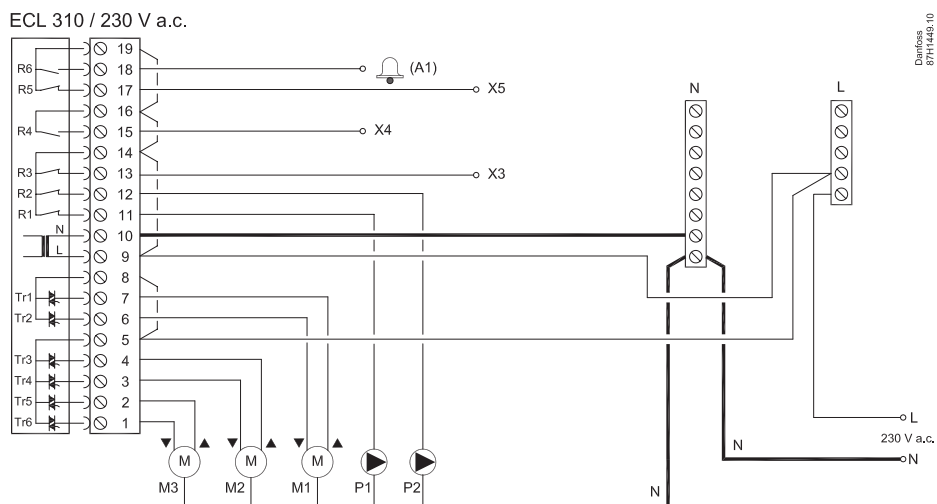 ECL 310 / 230 V a.c.
Danfoss
87H1449.10
19
R6 18 (A1)
R5 17 X5
16
R4 15 X4
14
R3 13 X3
R2 12
R1 11
N 10
L 9
8
Tr1 7
Tr2 6
5
Tr3 4
Tr4 3
Tr5 2
Tr6 1
N
L
M M M
M3 M2 M1 P1 P2
N
N
L
230 V a.c.
N